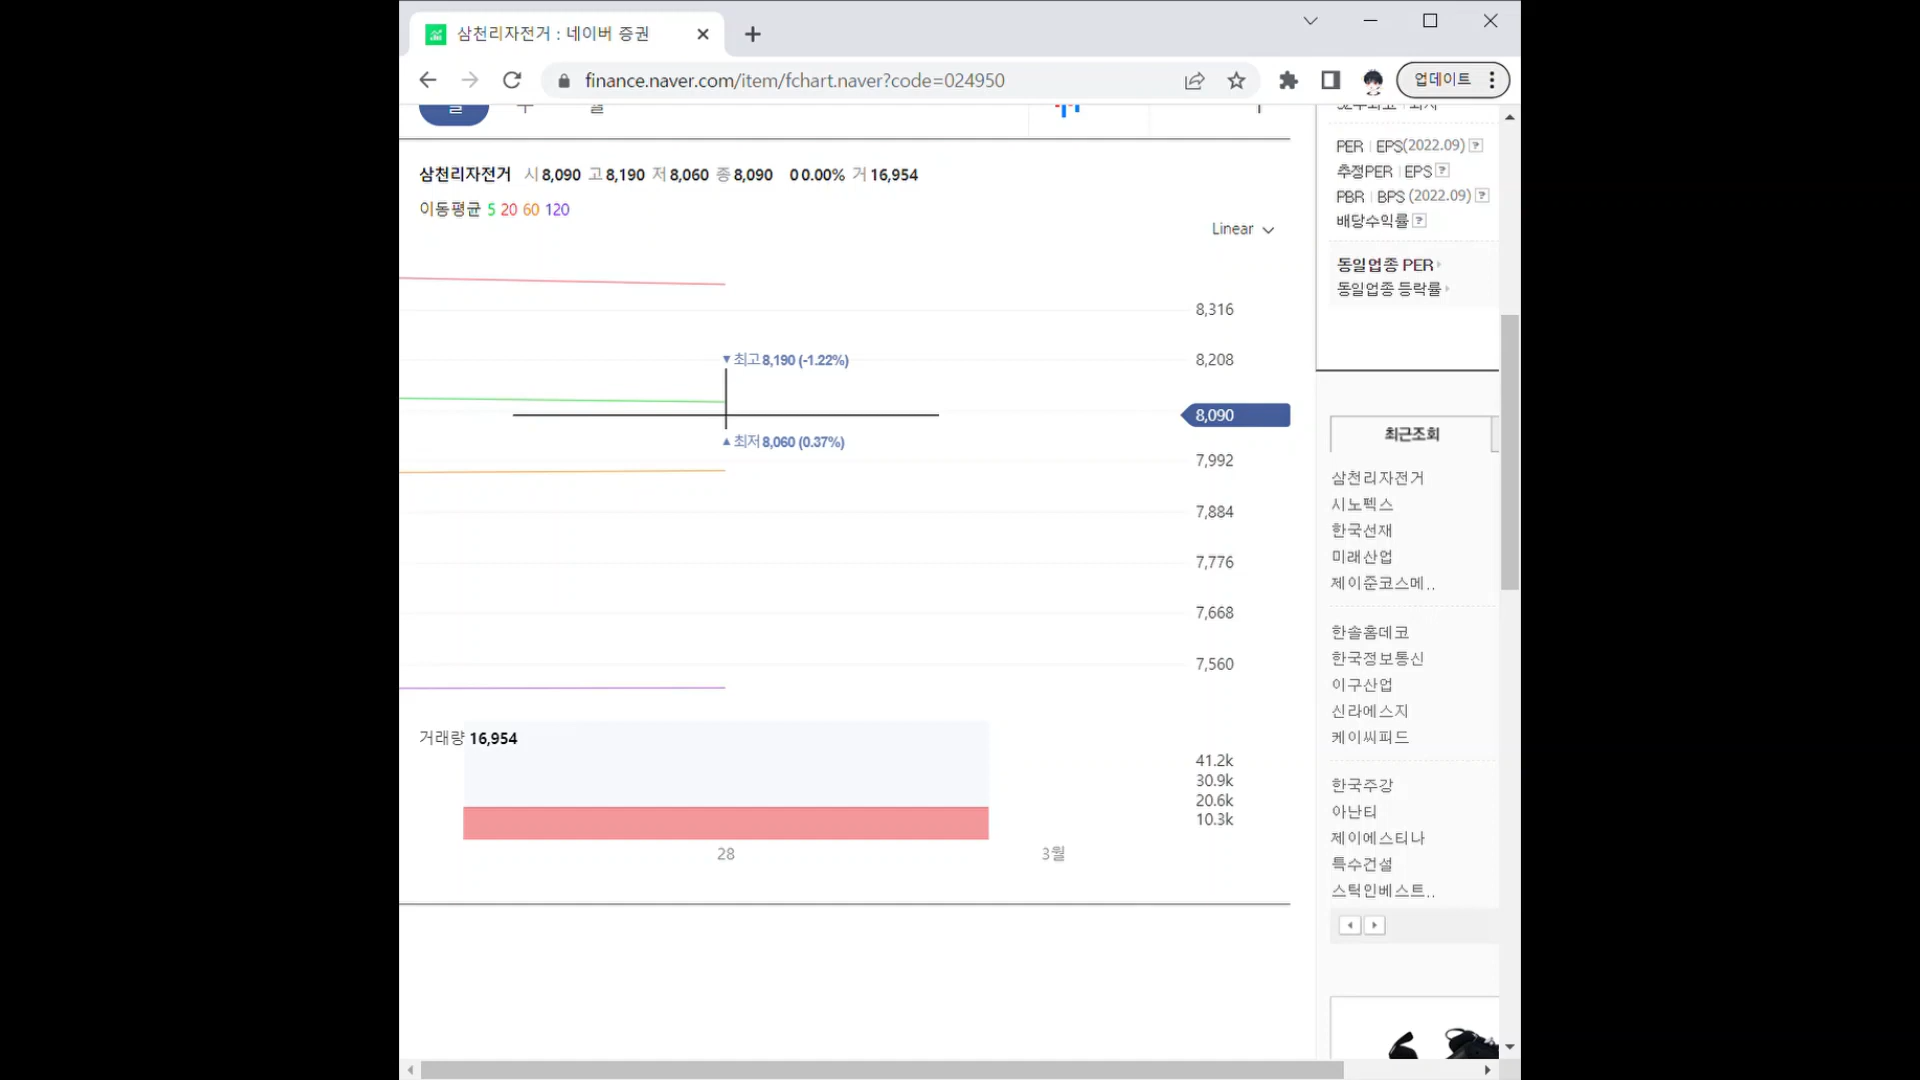 삼천리자전거 : 네이버 증권
finance.naver.com/item/fchart.naver?code=024950
업데이트
PER | EPS(2022.09) ?
삼천리자전거 시 8,090 고 8,190 저 8,060 종 8,090 0 0.00% 거 16,954
추정PER | EPS ?
PBR | BPS (2022.09) ?
이동평균 5 20 60 120
배당수익률 ?
Linear
동일업종 PER
동일업종 등락률
8,316
▼최고 8,190 (-1.22%)
8,208
8,090
▲최저 8,060 (0.37%)
7,992
7,884
7,776
7,668
7,560
최근조회
삼천리자전거
시노펙스
한국선재
미래산업
제이준코스메..
한솔홈데코
한국정보통신
이구산업
신라에스지
케이씨피드
한국주강
아난티
제이에스티나
특수건설
스틱인베스트..
거래량 16,954
41.2k
30.9k
20.6k
10.3k
28
3월